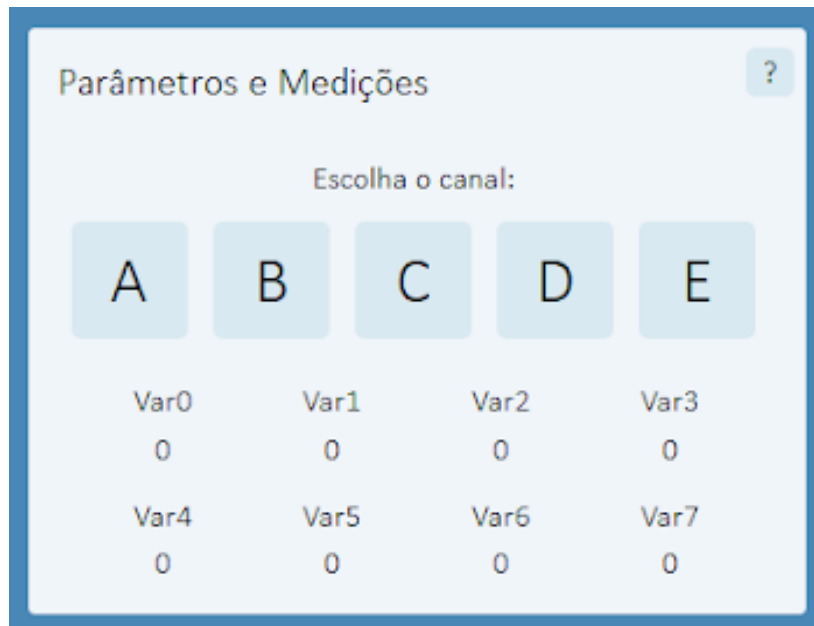 Parâmetros e Medições
?
Escolha o canal:
A B C D E
Var0 Var1 Var2 Var3
0 0 0 0
Var4 Var5 Var6 Var7
0 0 0 0